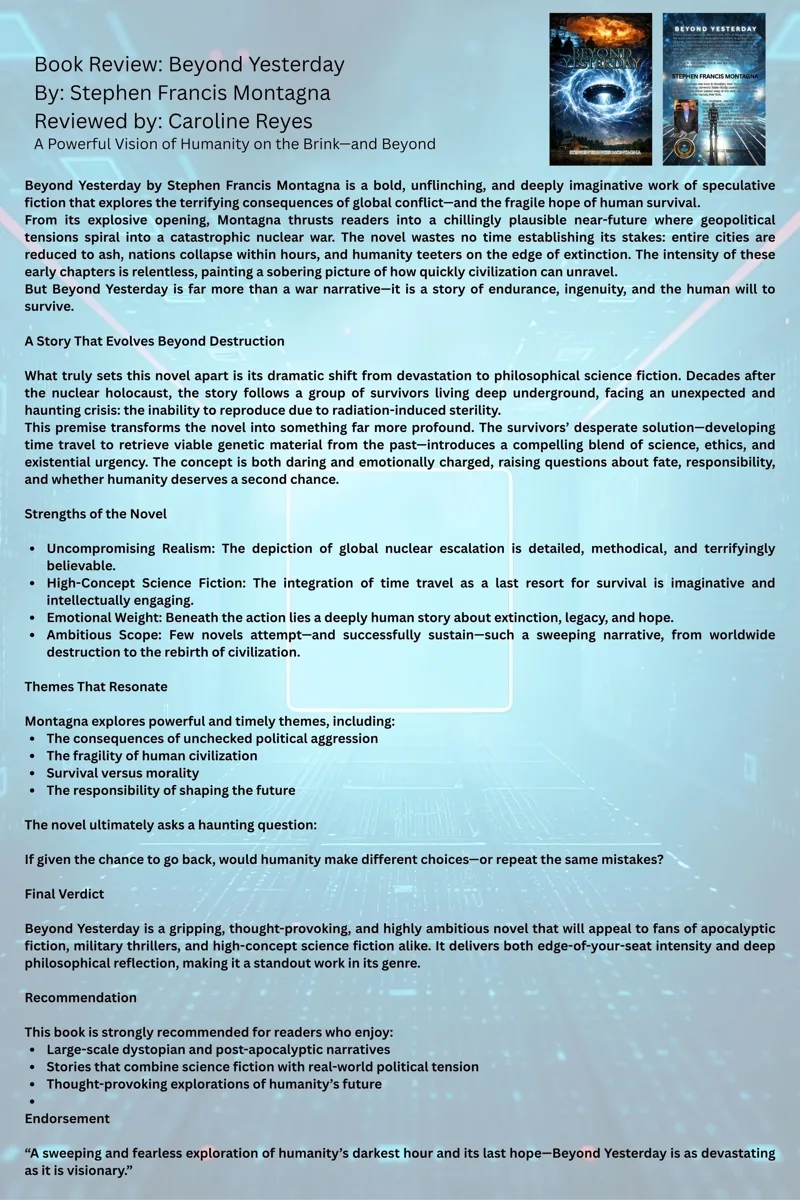 Book Review: Beyond Yesterday
By: Stephen Francis Montagna
Reviewed by: Caroline Reyes
A Powerful Vision of Humanity on the Brink—and Beyond
BEYOND
YESTERDAY
STEPHEN FRANCIS MONTAGNA
BEYOND YESTERDAY
STEPHEN FRANCIS MONTAGNA
Beyond Yesterday by Stephen Francis Montagna is a bold, unflinching, and deeply imaginative work of speculative
fiction that explores the terrifying consequences of global conflict—and the fragile hope of human survival.
From its explosive opening, Montagna thrusts readers into a chillingly plausible near-future where geopolitical
tensions spiral into a catastrophic nuclear war. The novel wastes no time establishing its stakes: entire cities are
reduced to ash, nations collapse within hours, and humanity teeters on the edge of extinction. The intensity of these
early chapters is relentless, painting a sobering picture of how quickly civilization can unravel.
But Beyond Yesterday is far more than a war narrative—it is a story of endurance, ingenuity, and the human will to
survive.
A Story That Evolves Beyond Destruction
What truly sets this novel apart is its dramatic shift from devastation to philosophical science fiction. Decades after
the nuclear holocaust, the story follows a group of survivors living deep underground, facing an unexpected and
haunting crisis: the inability to reproduce due to radiation-induced sterility.
This premise transforms the novel into something far more profound. The survivors’ desperate solution—developing
time travel to retrieve viable genetic material from the past—introduces a compelling blend of science, ethics, and
existential urgency. The concept is both daring and emotionally charged, raising questions about fate, responsibility,
and whether humanity deserves a second chance.
Strengths of the Novel
• Uncompromising Realism: The depiction of global nuclear escalation is detailed, methodical, and terrifyingly
believable.
• High-Concept Science Fiction: The integration of time travel as a last resort for survival is imaginative and
intellectually engaging.
• Emotional Weight: Beneath the action lies a deeply human story about extinction, legacy, and hope.
• Ambitious Scope: Few novels attempt—and successfully sustain—such a sweeping narrative, from worldwide
destruction to the rebirth of civilization.
Themes That Resonate
Montagna explores powerful and timely themes, including:
• The consequences of unchecked political aggression
• The fragility of human civilization
• Survival versus morality
• The responsibility of shaping the future
The novel ultimately asks a haunting question:
If given the chance to go back, would humanity make different choices—or repeat the same mistakes?
Final Verdict
Beyond Yesterday is a gripping, thought-provoking, and highly ambitious novel that will appeal to fans of apocalyptic
fiction, military thrillers, and high-concept science fiction alike. It delivers both edge-of-your-seat intensity and deep
philosophical reflection, making it a standout work in its genre.
Recommendation
This book is strongly recommended for readers who enjoy:
• Large-scale dystopian and post-apocalyptic narratives
• Stories that combine science fiction with real-world political tension
• Thought-provoking explorations of humanity’s future
•
Endorsement
“A sweeping and fearless exploration of humanity’s darkest hour and its last hope—Beyond Yesterday is as devastating
as it is visionary.”